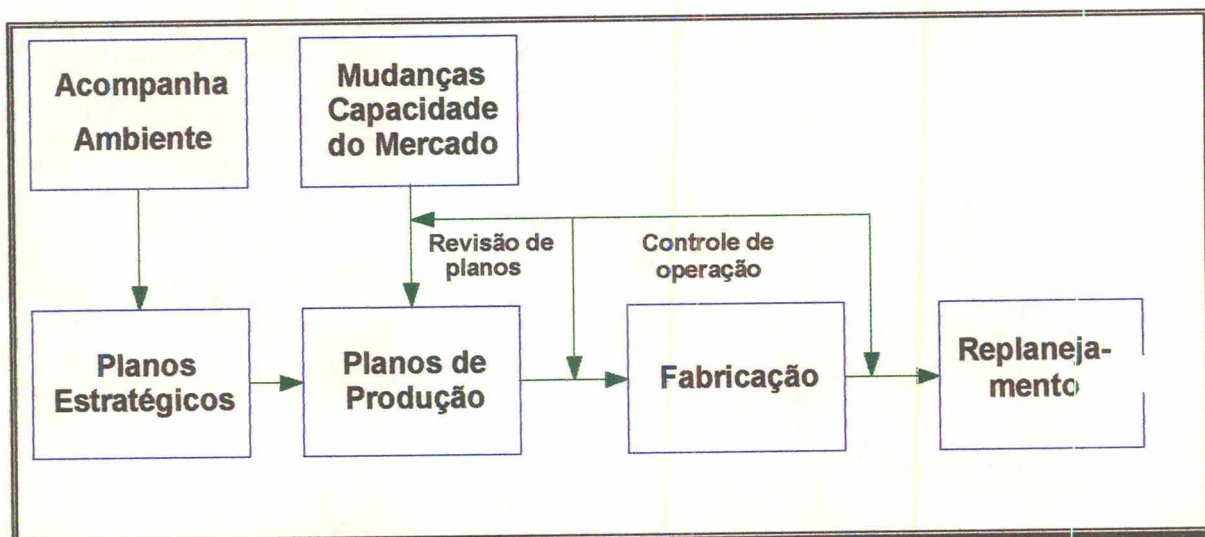 Acompanha
Ambiente
Mudanças
Capacidade
do Mercado
Revisão de
planos
Controle de
operação
Planos
Estratégicos
Planos de
Produção
Fabricação
Replaneja-
mento